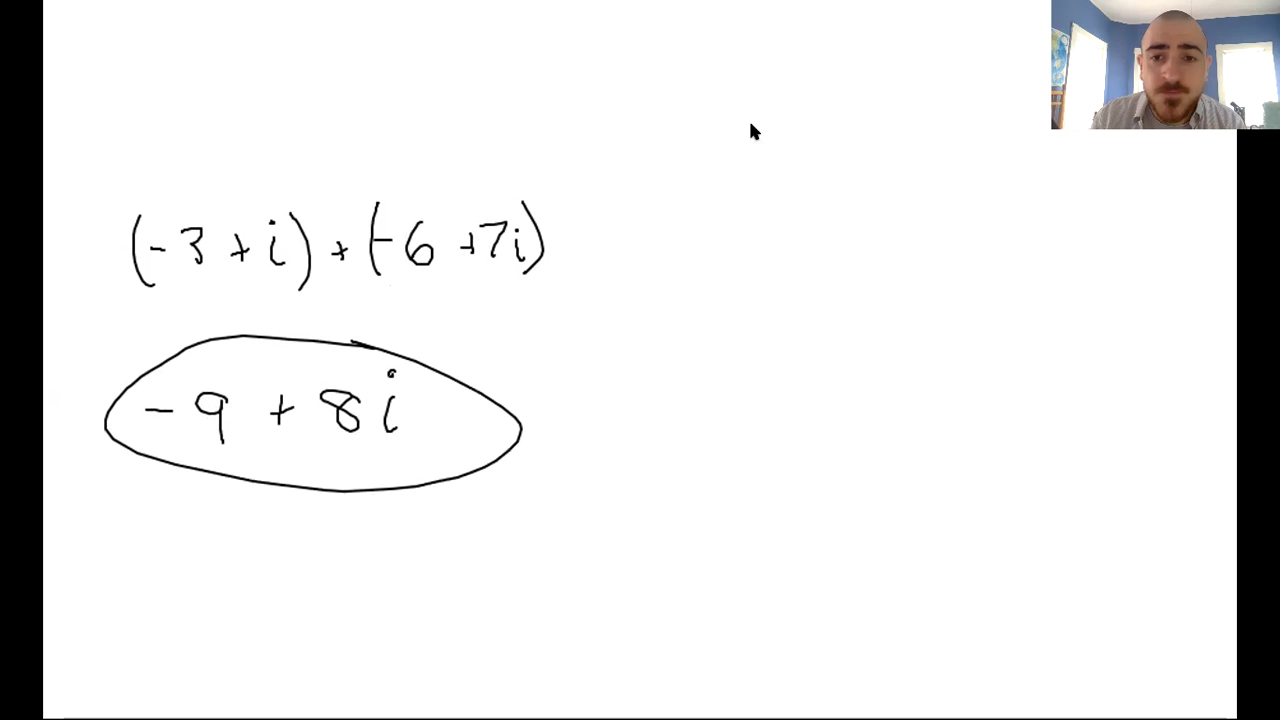 (-3 + i) + (-6 +7i)
-9 + 8i